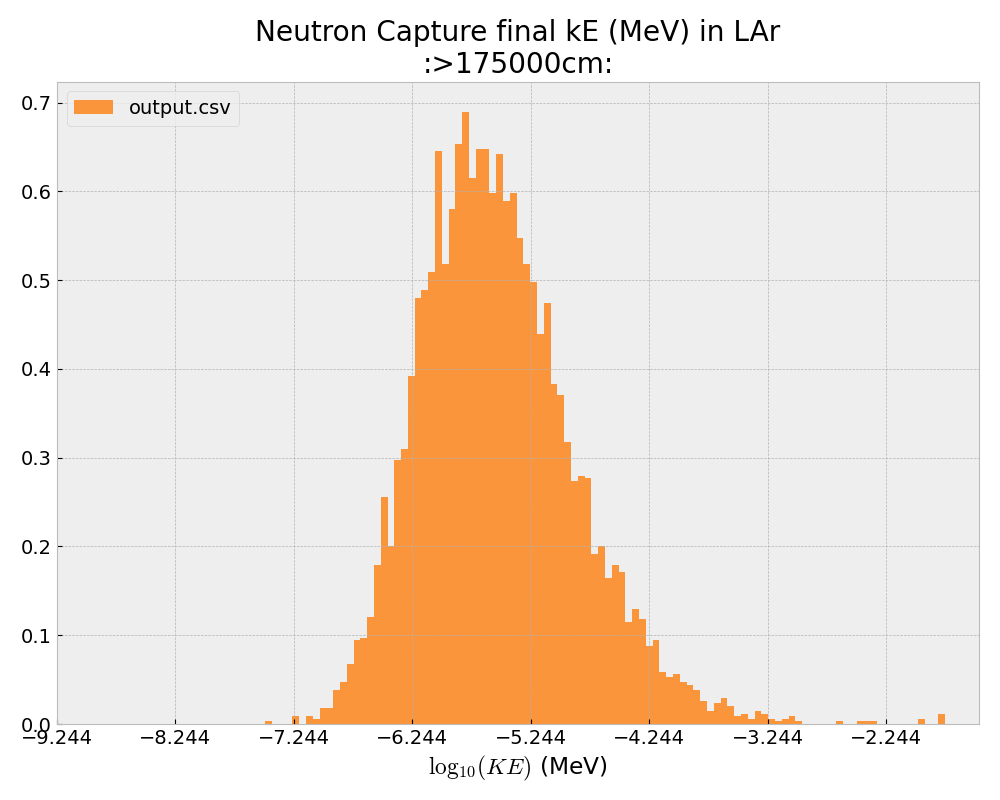 Neutron Capture final kE (MeV) in LAr
:>175000cm:
output.csv
0.7
0.6
0.5
0.4
0.3
0.2
0.1
0.0
−9.244 −8.244 −7.244 −6.244 −5.244 −4.244 −3.244 −2.244
log₁₀(KE) (MeV)